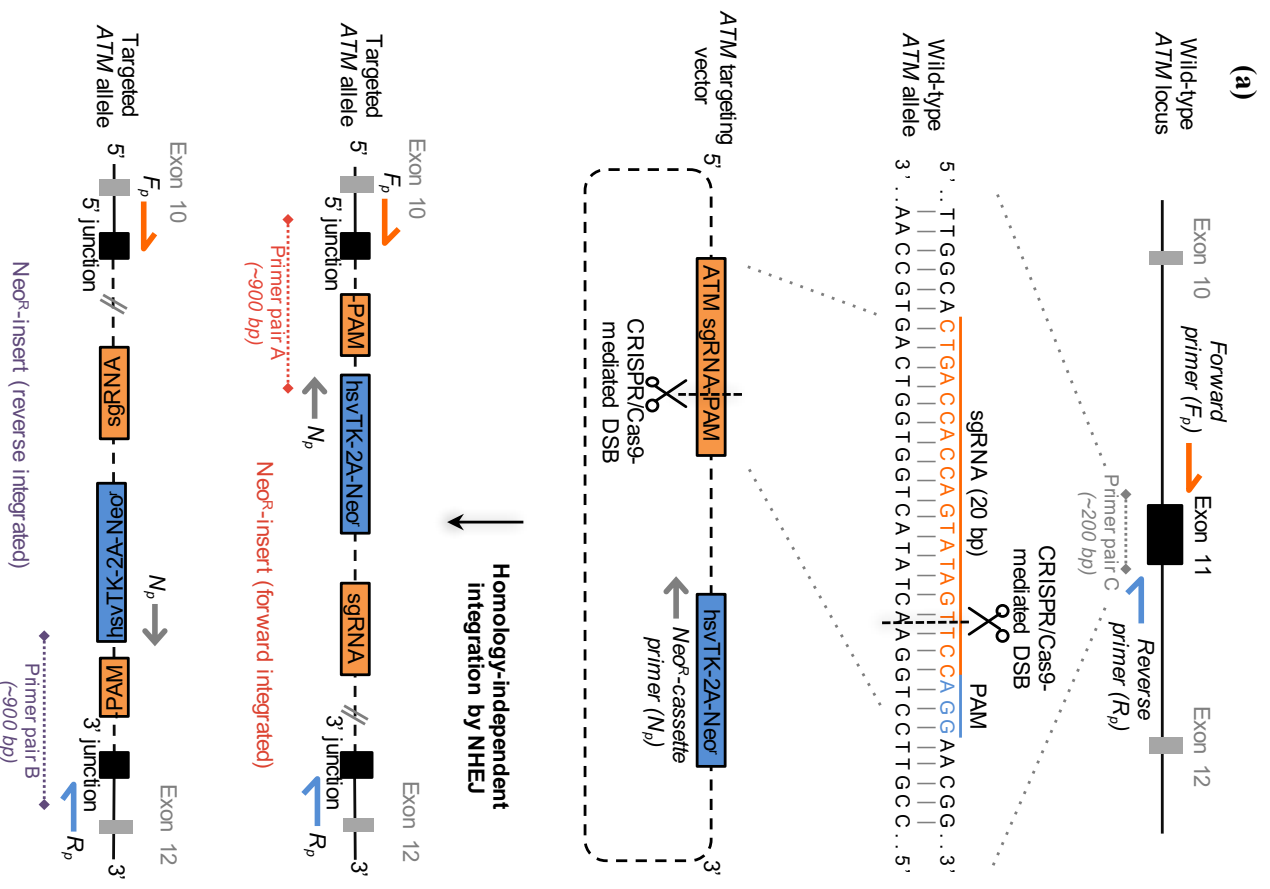 (a)
Wild-type
ATM locus
Exon 10
Forward
primer (Fp)
Exon 11
Primer pair C
(~200 bp)
Reverse
primer (Rp)
Exon 12
Wild-type
ATM allele
CRISPR/Cas9-
mediated DSB
sgRNA (20 bp)
PAM
5’ ..TTGGCACTGACCACCAGTATAGTTCCAGGAACGG..3’
3’ ..AACCGTGACTGGTGGTCATATCAAGGTCCTTGCC..5’
ATM targeting
vector
5’
ATM sgRNA-PAM
hsvTK-2A-Neoʳ
3’
CRISPR/Cas9-
mediated DSB
Neoᴿ-cassette
primer (Np)
Homology-independent
integration by NHEJ
Targeted
ATM allele
Exon 10
Exon 12
Fp
5’
-PAM
hsvTK-2A-Neoʳ
sgRNA
3’
5’ junction
Np
3’ junction
Rp
Primer pair A
(~900 bp)
Neoᴿ-insert (forward integrated)
Targeted
ATM allele
Exon 10
Exon 12
Fp
Np
5’
sgRNA
hsvTK-2A-Neoʳ
-PAM
3’
5’ junction
3’ junction
Rp
Primer pair B
(~900 bp)
Neoᴿ-insert (reverse integrated)